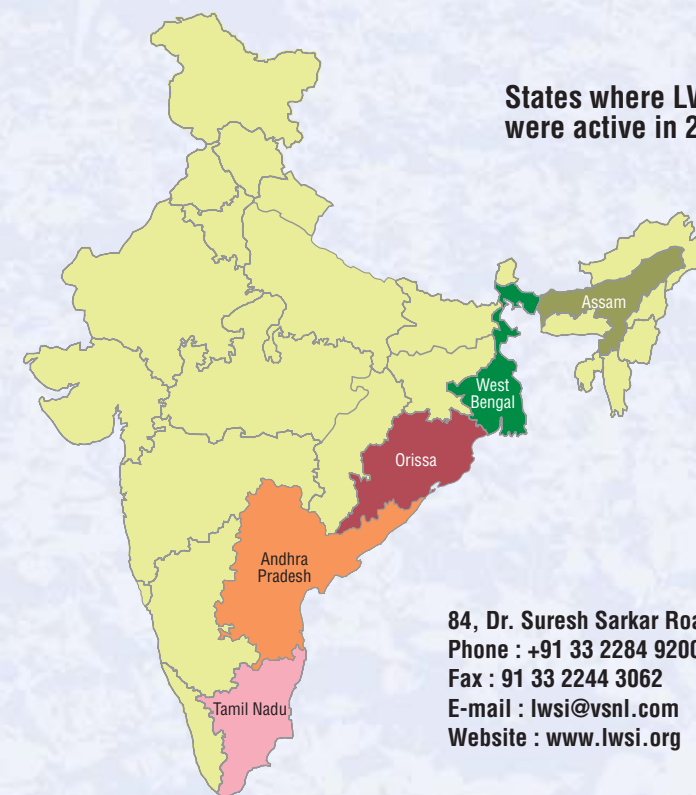 States where LV
were active in 2
Assam
West
Bengal
Orissa
Andhra
Pradesh
84, Dr. Suresh Sarkar Roa
Phone : +91 33 2284 9200
Fax : 91 33 2244 3062
E-mail : lwsi@vsnl.com
Website : www.lwsi.org
Tamil Nadu